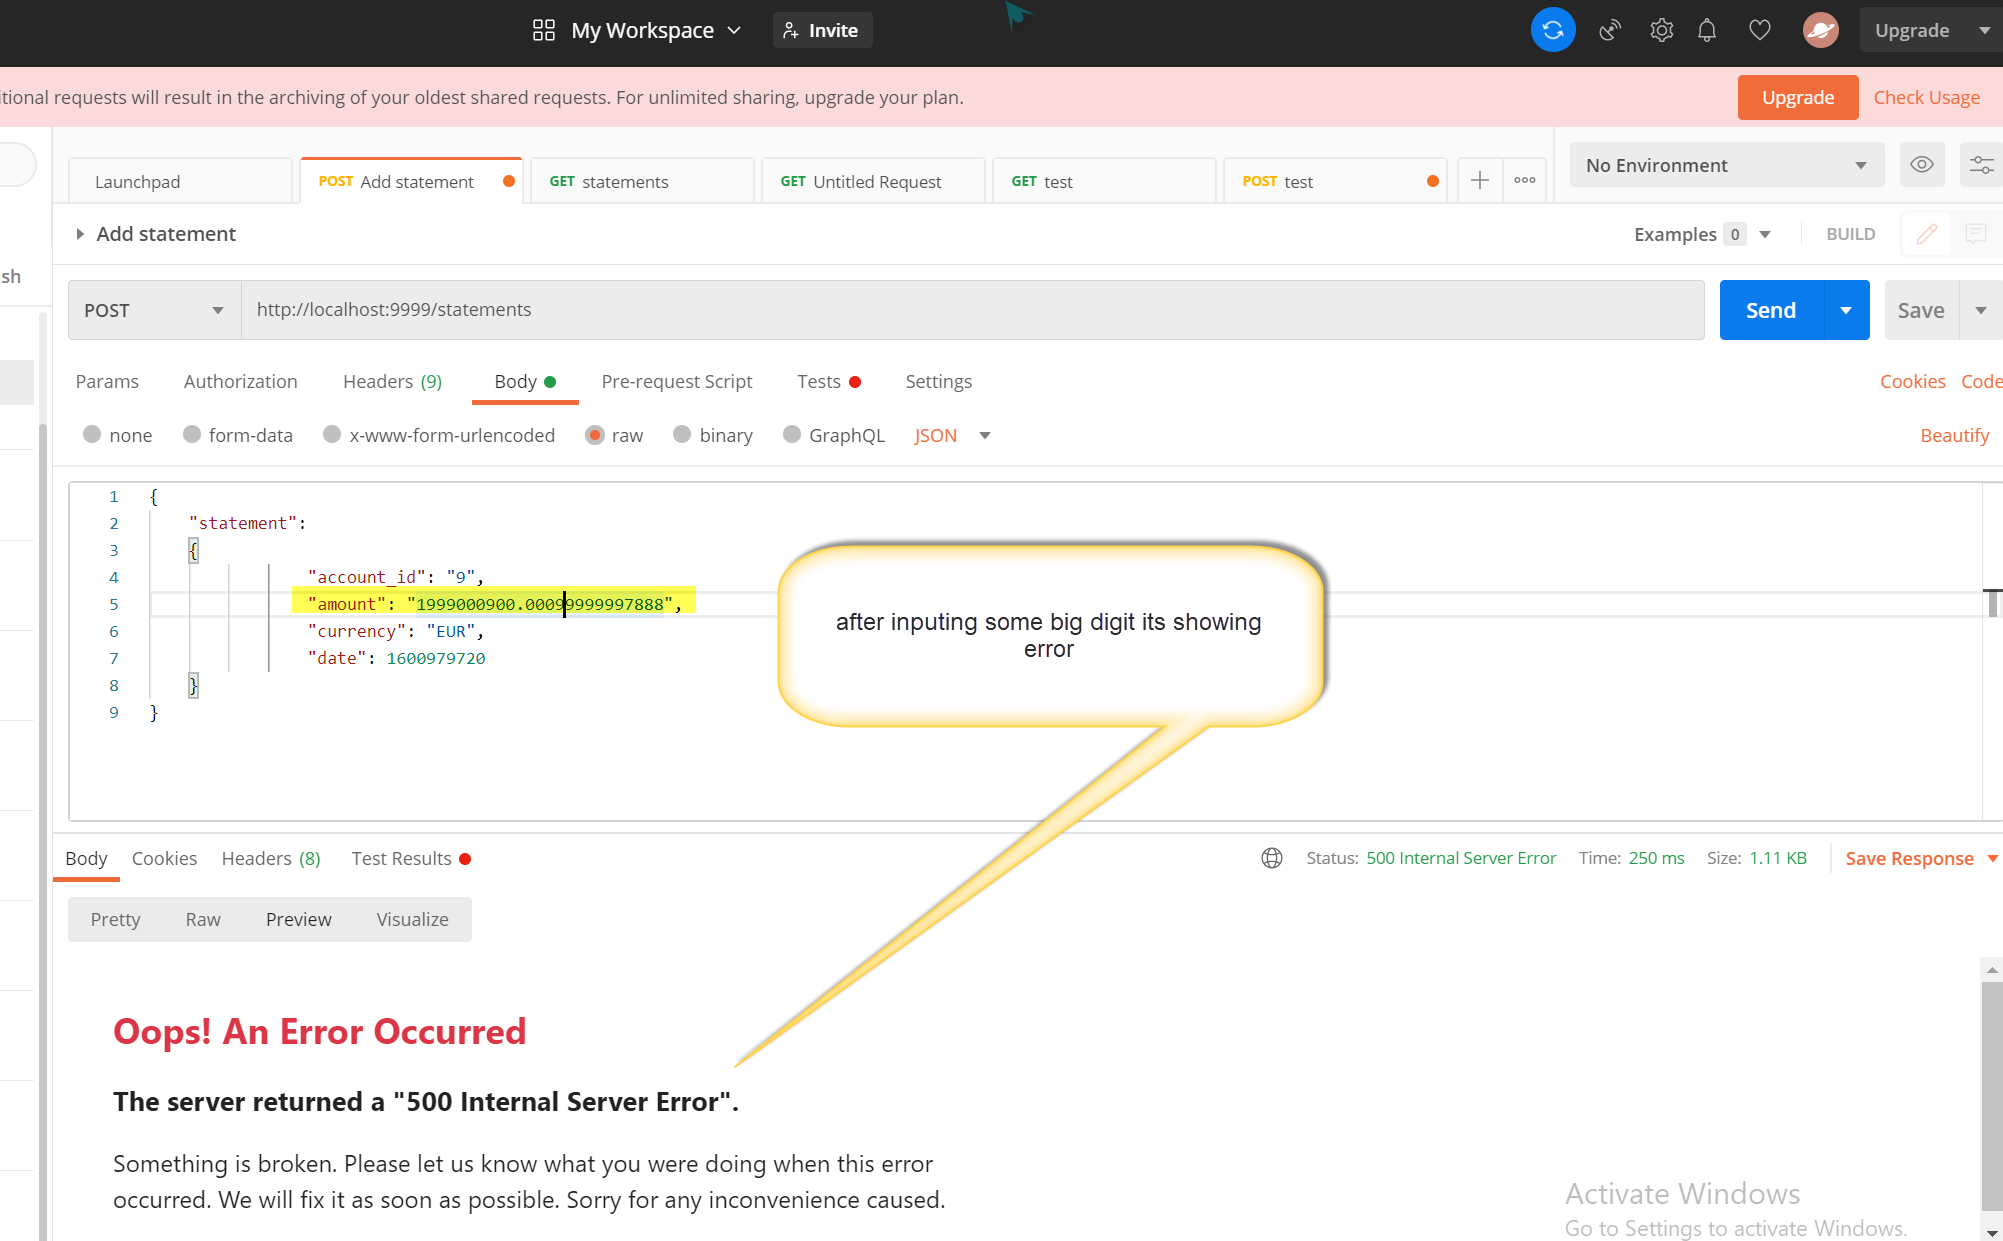 My Workspace
Invite
Upgrade
itional requests will result in the archiving of your oldest shared requests. For unlimited sharing, upgrade your plan.
Upgrade
Check Usage
Launchpad
POST Add statement
GET statements
GET Untitled Request
GET test
POST test
No Environment
Add statement
Examples 0
BUILD
sh
POST
http://localhost:9999/statements
Send
Save
Params
Authorization
Headers (9)
Body
Pre-request Script
Tests
Settings
Cookies
Code
none
form-data
x-www-form-urlencoded
raw
binary
GraphQL
JSON
Beautify
1 {
2 "statement":
3 {
4 "account_id": "9",
5 "amount": "1999000900.00099999997888",
6 "currency": "EUR",
7 "date": 1600979720
8 }
9 }
after inputing some big digit its showing
error
Body
Cookies
Headers (8)
Test Results
Status: 500 Internal Server Error
Time: 250 ms
Size: 1.11 KB
Save Response
Pretty
Raw
Preview
Visualize
Oops! An Error Occurred
The server returned a "500 Internal Server Error".
Something is broken. Please let us know what you were doing when this error
occurred. We will fix it as soon as possible. Sorry for any inconvenience caused.
Activate Windows
Go to Settings to activate Windows.